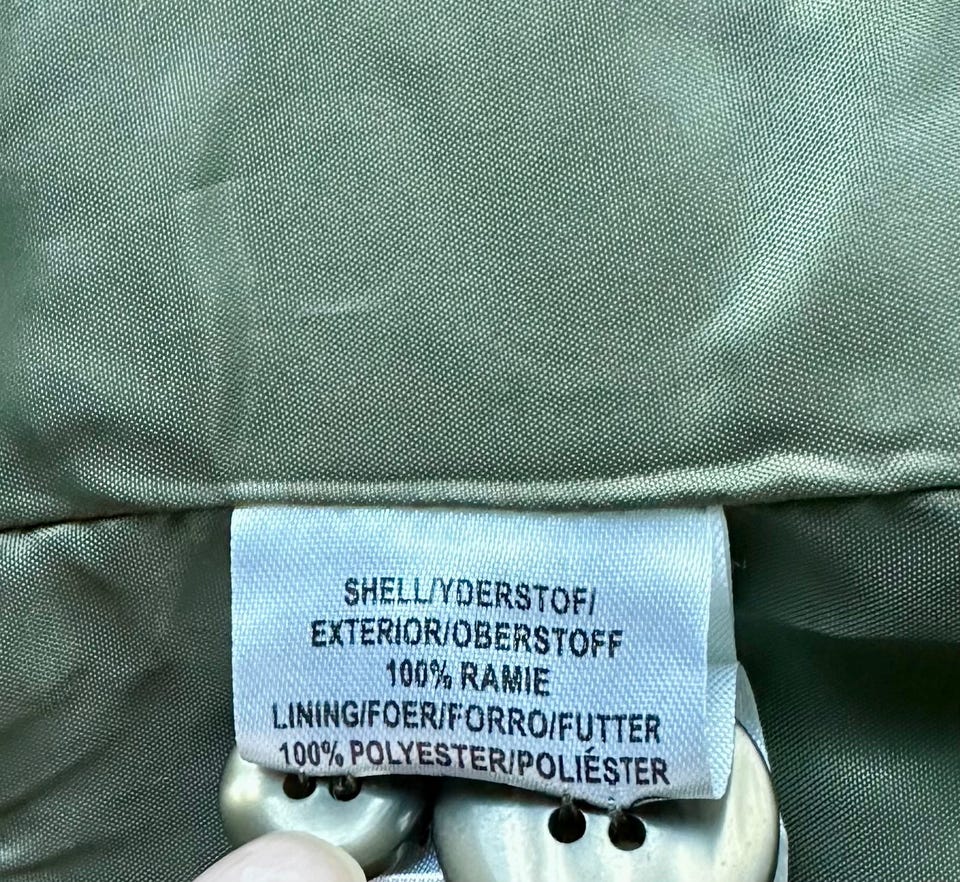 SHELL/YDERSTOF/
EXTERIOR/OBERSTOFF
100% RAMIE
LINING/FOER/FORRO/FUTTER
100% POLYESTER/POLIÉSTER